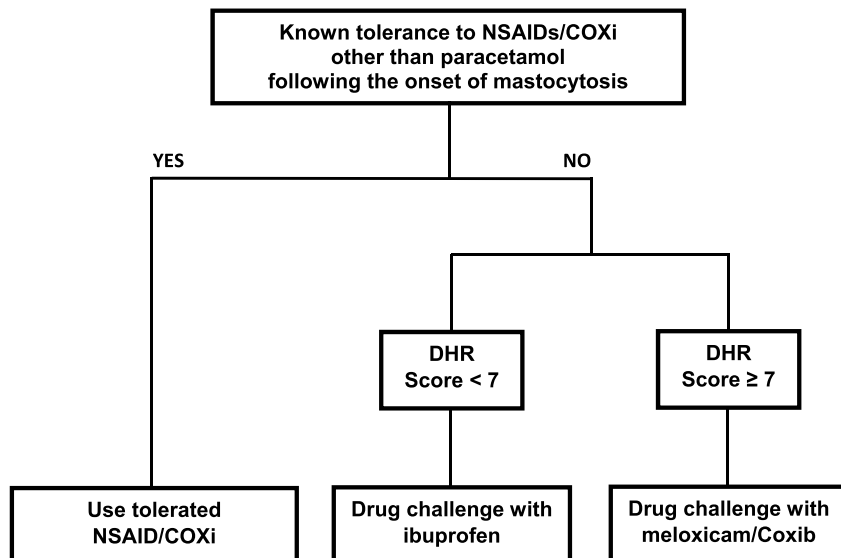 Known tolerance to NSAIDs/COXi
other than paracetamol
following the onset of mastocytosis
YES
NO
DHR
Score < 7
DHR
Score ≥ 7
Use tolerated
NSAID/COXi
Drug challenge with
ibuprofen
Drug challenge with
meloxicam/Coxib